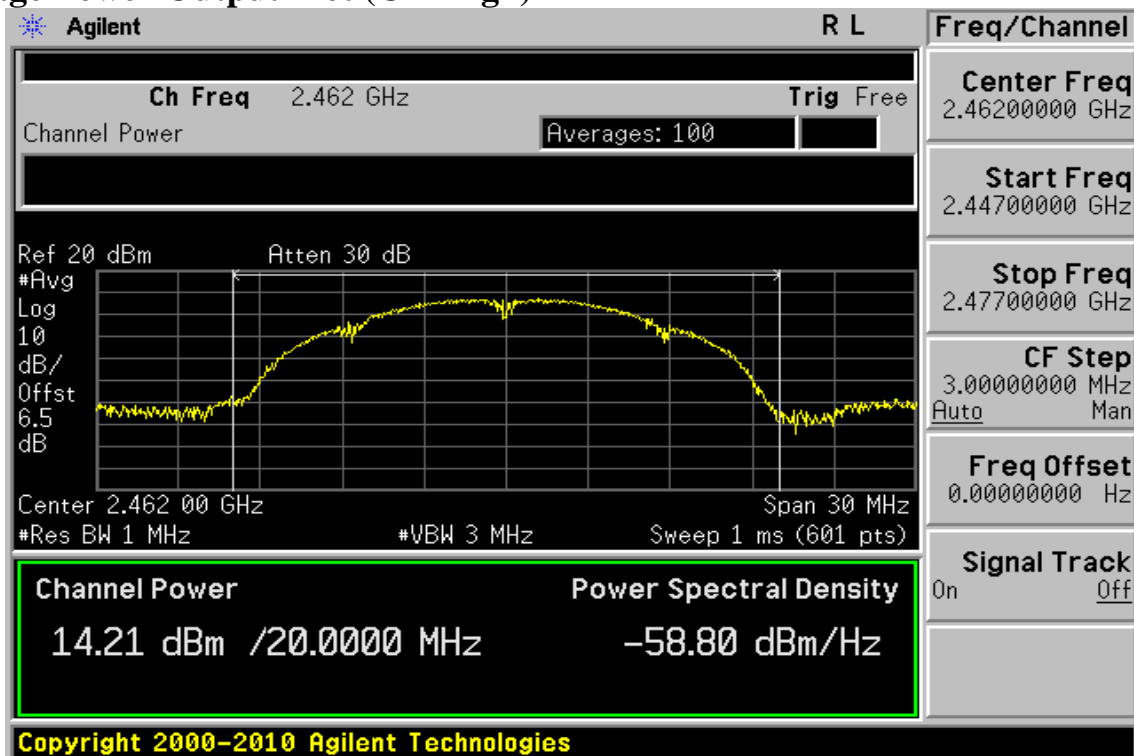 Agilent R L Freq/Channel
Ch Freq 2.462 GHz Trig Free
Channel Power Averages: 100
Ref 20 dBm Atten 30 dB
#Avg
Log
10
dB/
Offst
6.5
dB
Center 2.462 00 GHz Span 30 MHz
#Res BW 1 MHz #VBW 3 MHz Sweep 1 ms (601 pts)
Channel Power Power Spectral Density
14.21 dBm /20.0000 MHz -58.80 dBm/Hz
Center Freq
2.46200000 GHz
Start Freq
2.44700000 GHz
Stop Freq
2.47700000 GHz
CF Step
3.00000000 MHz
Auto Man
Freq Offset
0.00000000 Hz
Signal Track
On Off
Copyright 2000-2010 Agilent Technologies